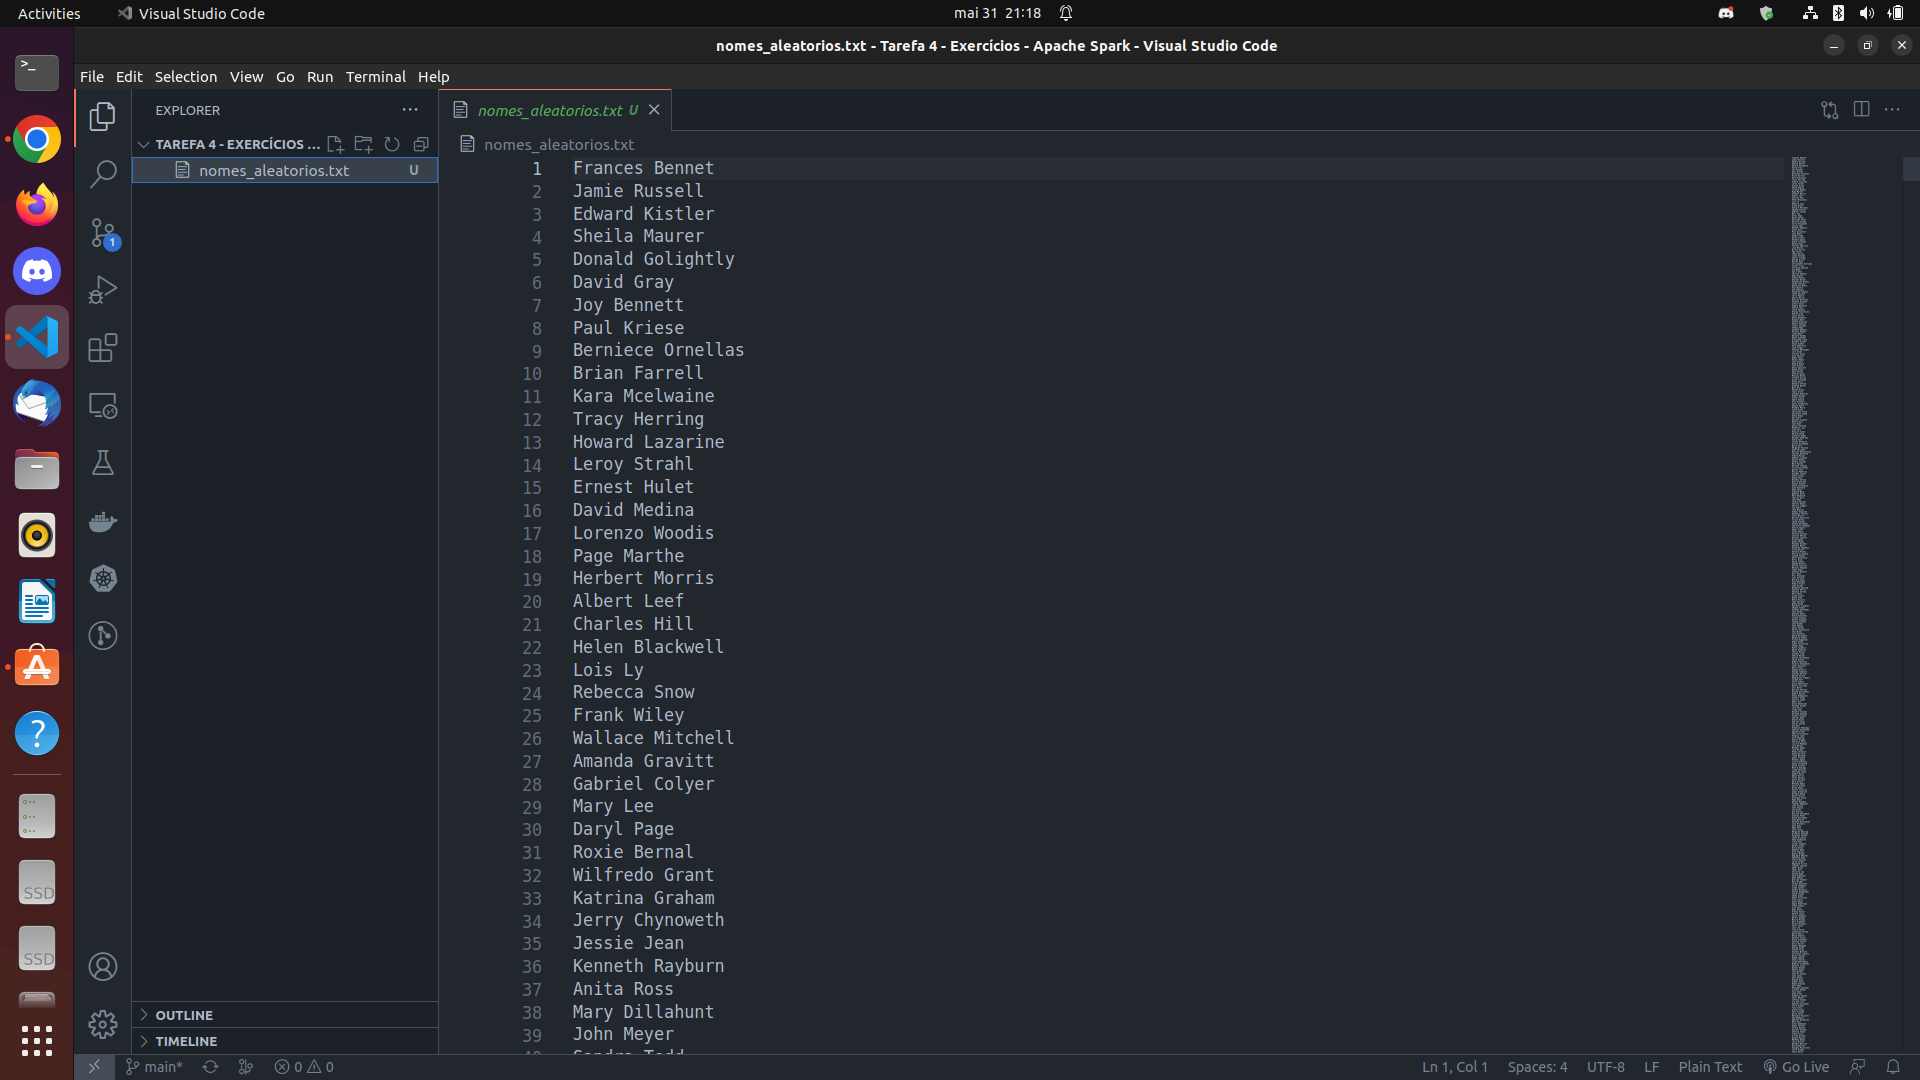 Activities
Visual Studio Code
mai 31 21:18
nomes_aleatorios.txt - Tarefa 4 - Exercícios - Apache Spark - Visual Studio Code
File Edit Selection View Go Run Terminal Help
EXPLORER
TAREFA 4 - EXERCÍCIOS ...
nomes_aleatorios.txt U
nomes_aleatorios.txt U
nomes_aleatorios.txt
1 Frances Bennet
2 Jamie Russell
3 Edward Kistler
4 Sheila Maurer
5 Donald Golightly
6 David Gray
7 Joy Bennett
8 Paul Kriese
9 Berniece Ornellas
10 Brian Farrell
11 Kara Mcelwaine
12 Tracy Herring
13 Howard Lazarine
14 Leroy Strahl
15 Ernest Hulet
16 David Medina
17 Lorenzo Woodis
18 Page Marthe
19 Herbert Morris
20 Albert Leef
21 Charles Hill
22 Helen Blackwell
23 Lois Ly
24 Rebecca Snow
25 Frank Wiley
26 Wallace Mitchell
27 Amanda Gravitt
28 Gabriel Colyer
29 Mary Lee
30 Daryl Page
31 Roxie Bernal
32 Wilfredo Grant
33 Katrina Graham
34 Jerry Chynoweth
35 Jessie Jean
36 Kenneth Rayburn
37 Anita Ross
38 Mary Dillahunt
39 John Meyer
40 Sandra Todd
1
SSD
SSD
OUTLINE
TIMELINE
main* 0 0
Ln 1, Col 1 Spaces: 4 UTF-8 LF Plain Text Go Live